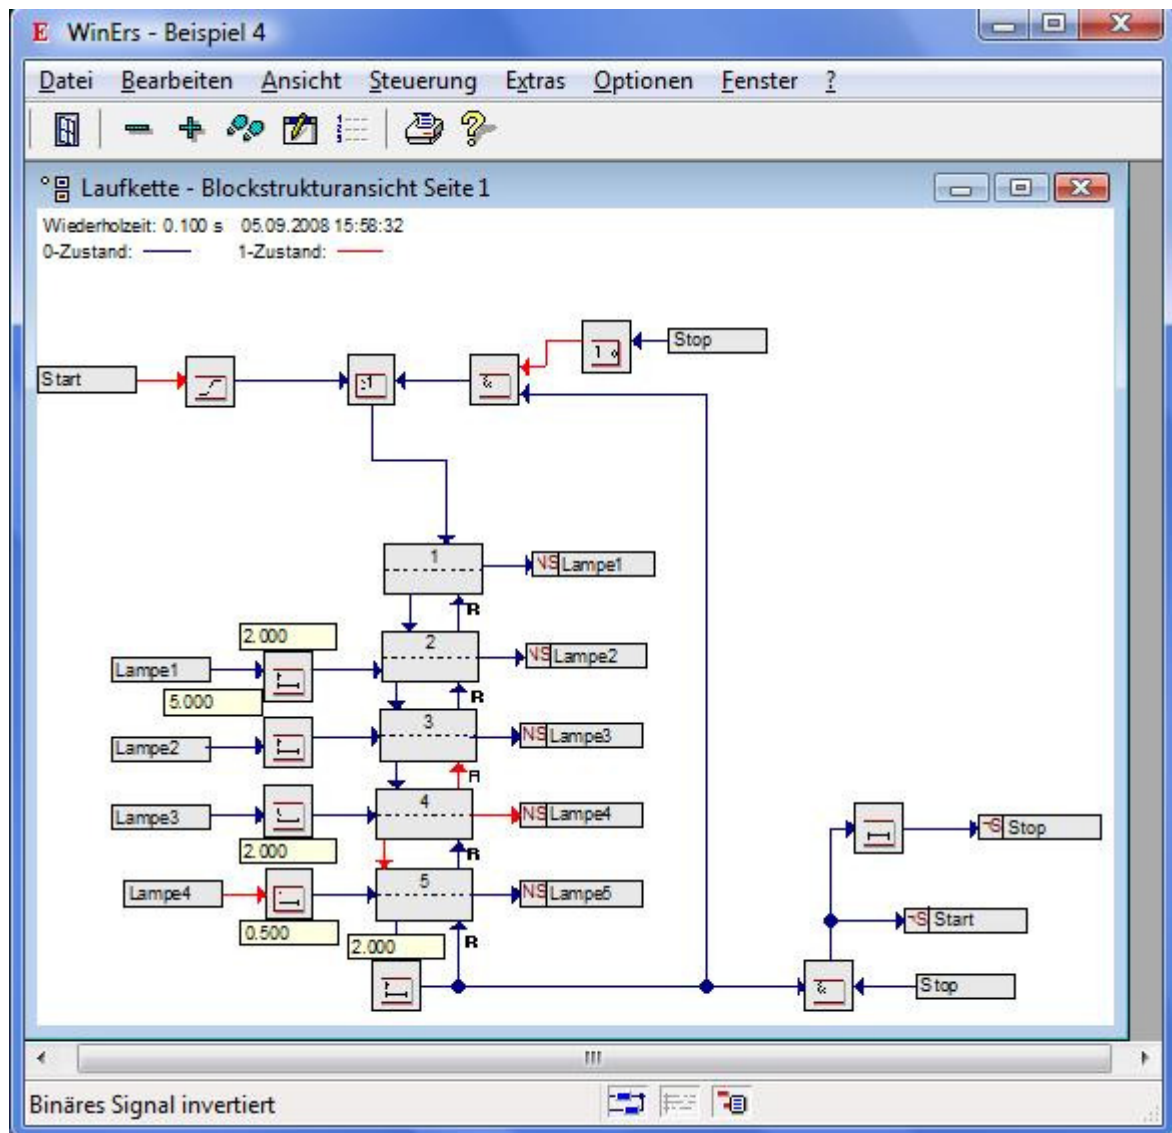 E WinErs - Beispiel 4
Datei Bearbeiten Ansicht Steuerung Extras Optionen Fenster ?
Laufkette - Blockstrukturansicht Seite 1
Wiederholzeit: 0.100 s 05.09.2008 15:58:32
0-Zustand: 1-Zustand:
Stop
1
Start
≥1
&
1
NS Lampe1
R
2.000
2
NS Lampe2
Lampe1
5.000
R
3
NS Lampe3
Lampe2
R
4
NS Lampe4
Lampe3
Stop
2.000
R
5
Lampe4
NS Lampe5
Start
0.500
2.000
R
&
Stop
Binäres Signal invertiert